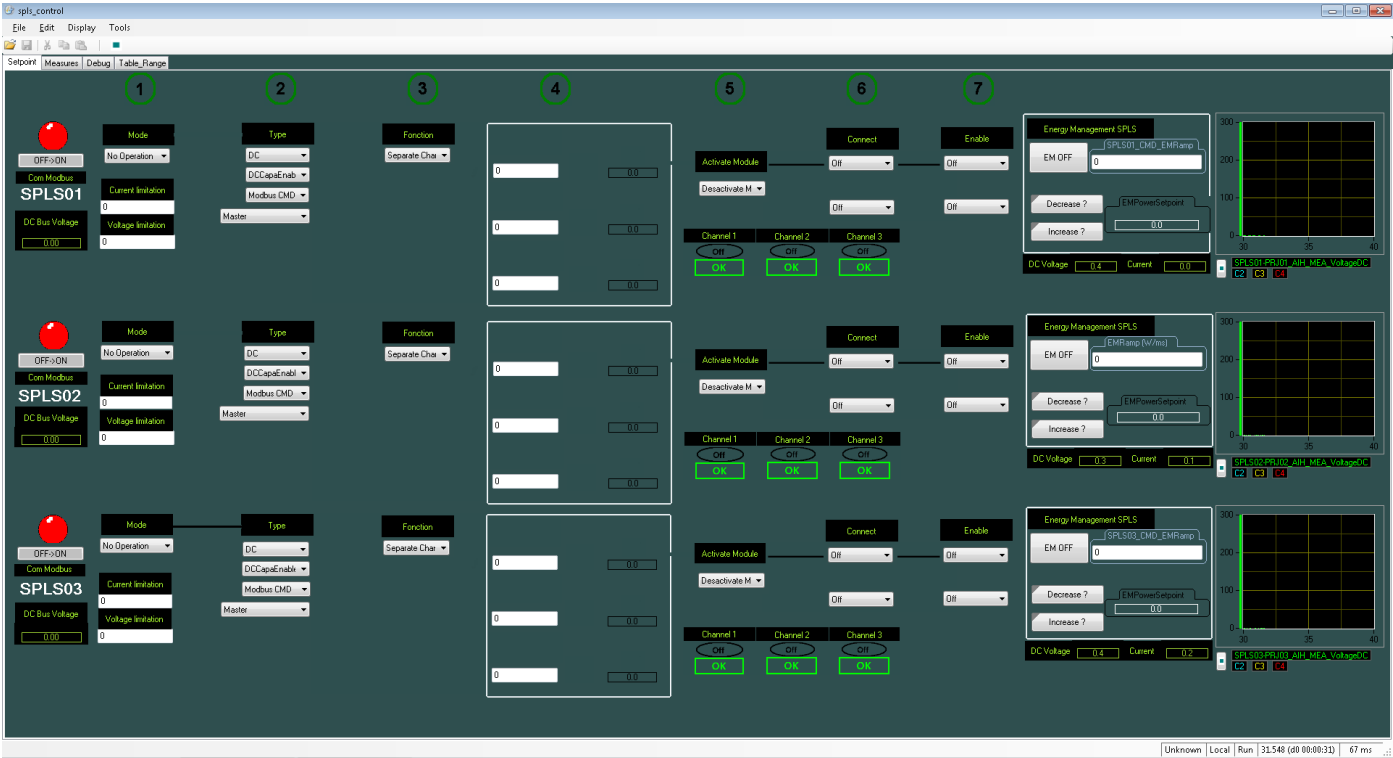 spls_control
File Edit Display Tools
Setpoint Measures Debug Table_Range
1 2 3 4 5 6 7
OFF->ON
Com Modbus
SPLS01
DC Bus Voltage
0.00
Mode
No Operation
Current limitation
0
Voltage limitation
0
Type
DC
DCCapaEnab
Modbus CMD
Master
Fonction
Separate Chai
0 0.0
0 0.0
0 0.0
Activate Module
Desactivate M
Connect
Off
Off
Enable
Off
Off
Channel 1 Channel 2 Channel 3
Off Off Off
OK OK OK
Energy Management SPLS
EM OFF
SPLS01_CMD_EMRamp
0
Decrease ?
Increase ?
EMPowerSetpoint
0.0
DC Voltage 0.4 Current 0.0
300
200
100
0
30 35 40
SPLS01-PRJ01_AIH_MEA_VoltageDC
C2 C3 C4
OFF->ON
Com Modbus
SPLS02
DC Bus Voltage
0.00
Mode
No Operation
Current limitation
0
Voltage limitation
0
Type
DC
DCCapaEnabl
Modbus CMD
Master
Fonction
Separate Chai
0 0.0
0 0.0
0 0.0
Activate Module
Desactivate M
Connect
Off
Off
Enable
Off
Off
Channel 1 Channel 2 Channel 3
Off Off Off
OK OK OK
Energy Management SPLS
EM OFF
EMRamp (W/ms)
0
Decrease ?
Increase ?
EMPowerSetpoint
0.0
DC Voltage 0.3 Current 0.1
300
200
100
0
30 35 40
SPLS02-PRJ02_AIH_MEA_VoltageDC
C2 C3 C4
OFF->ON
Com Modbus
SPLS03
DC Bus Voltage
0.00
Mode
No Operation
Current limitation
0
Voltage limitation
0
Type
DC
DCCapaEnable
Modbus CMD
Master
Fonction
Separate Char
0 0.0
0 0.0
0 0.0
Activate Module
Desactivate M
Connect
Off
Off
Enable
Off
Off
Channel 1 Channel 2 Channel 3
Off Off Off
OK OK OK
Energy Management SPLS
EM OFF
SPLS03_CMD_EMRamp
0
Decrease ?
Increase ?
EMPowerSetpoint
0.0
DC Voltage 0.4 Current 0.2
300
200
100
0
30 35 40
SPLS03-PRJ03_AIH_MEA_VoltageDC
C2 C3 C4
Unknown Local Run 31.548 (d0 00:00:31) 67 ms